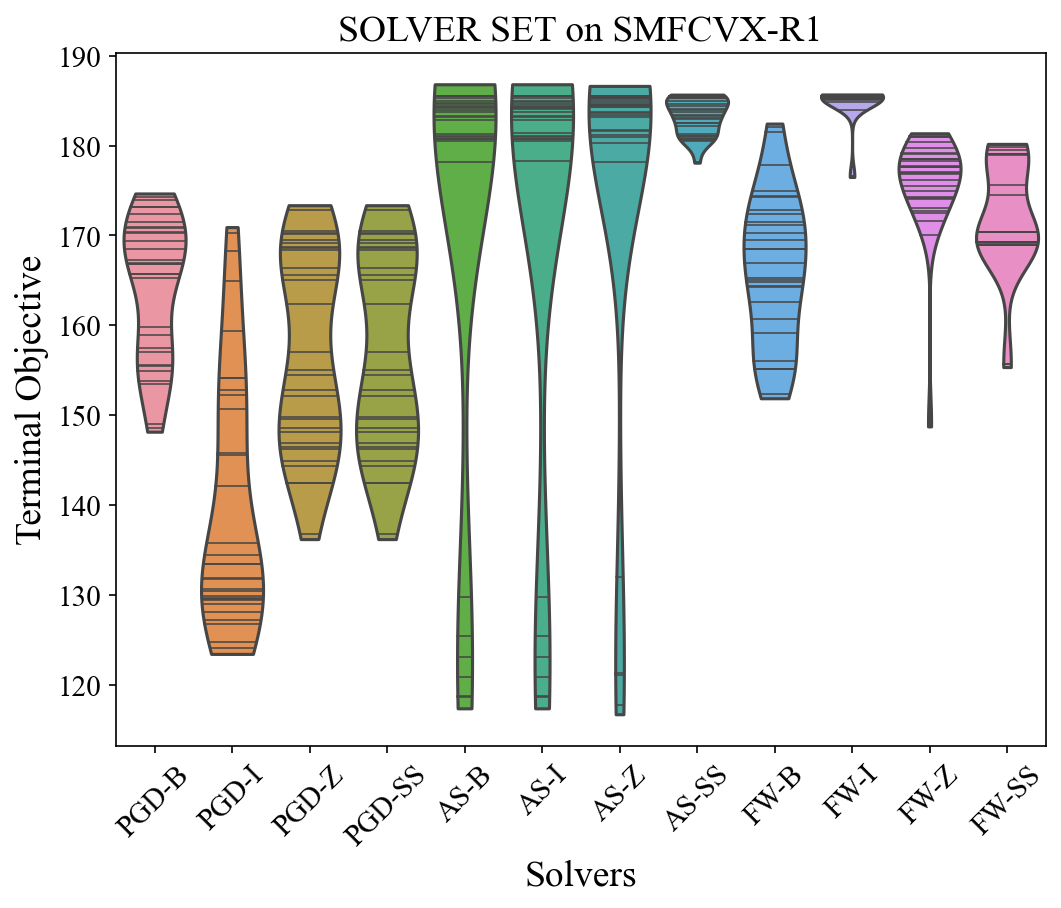 SOLVER SET on SMFCVX-R1
Terminal Objective
190
180
170
160
150
140
130
120
PGD-B
PGD-I
PGD-Z
PGD-SS
AS-B
AS-I
AS-Z
AS-SS
FW-B
FW-I
FW-Z
FW-SS
Solvers